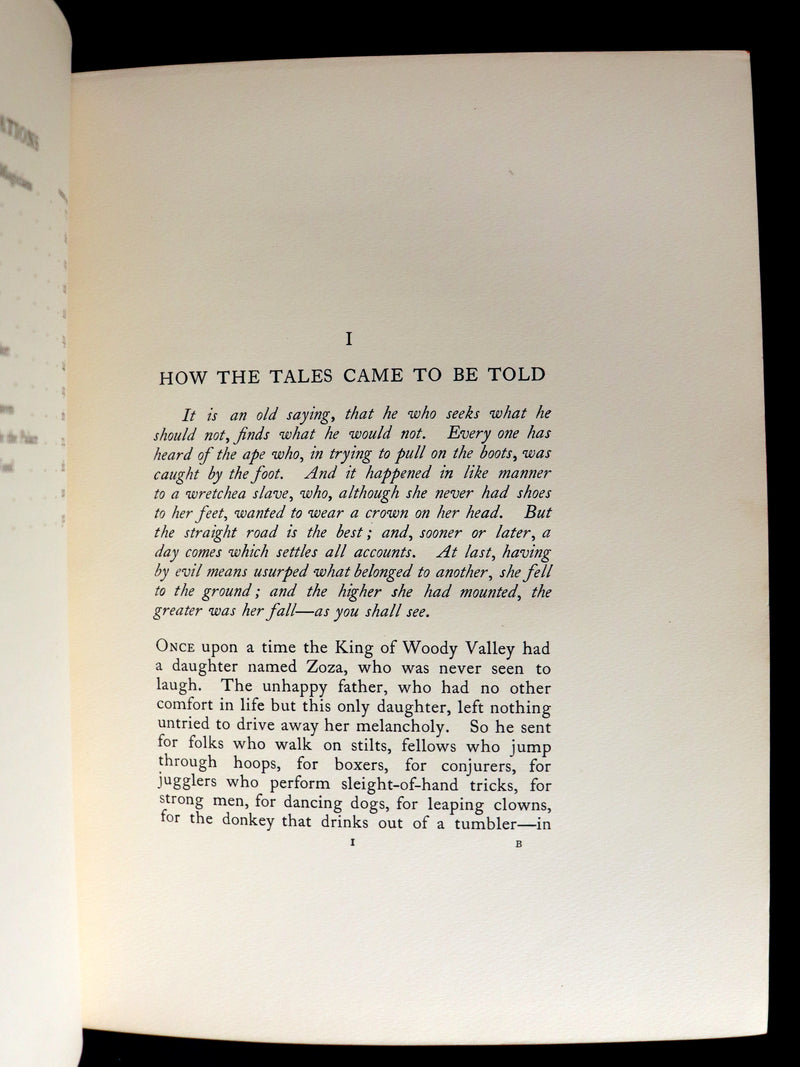 ATIONS
Magician
I
HOW THE TALES CAME TO BE TOLD
It is an old saying, that he who seeks what he
should not, finds what he would not. Every one has
heard of the ape who, in trying to pull on the boots, was
caught by the foot. And it happened in like manner
to a wretchea slave, who, although she never had shoes
to her feet, wanted to wear a crown on her head. But
the straight road is the best; and, sooner or later, a
day comes which settles all accounts. At last, having
by evil means usurped what belonged to another, she fell
to the ground; and the higher she had mounted, the
greater was her fall—as you shall see.
ONCE upon a time the King of Woody Valley had
a daughter named Zoza, who was never seen to
laugh. The unhappy father, who had no other
comfort in life but this only daughter, left nothing
untried to drive away her melancholy. So he sent
for folks who walk on stilts, fellows who jump
through hoops, for boxers, for conjurers, for
jugglers who perform sleight-of-hand tricks, for
strong men, for dancing dogs, for leaping clowns,
for the donkey that drinks out of a tumbler—in
I B